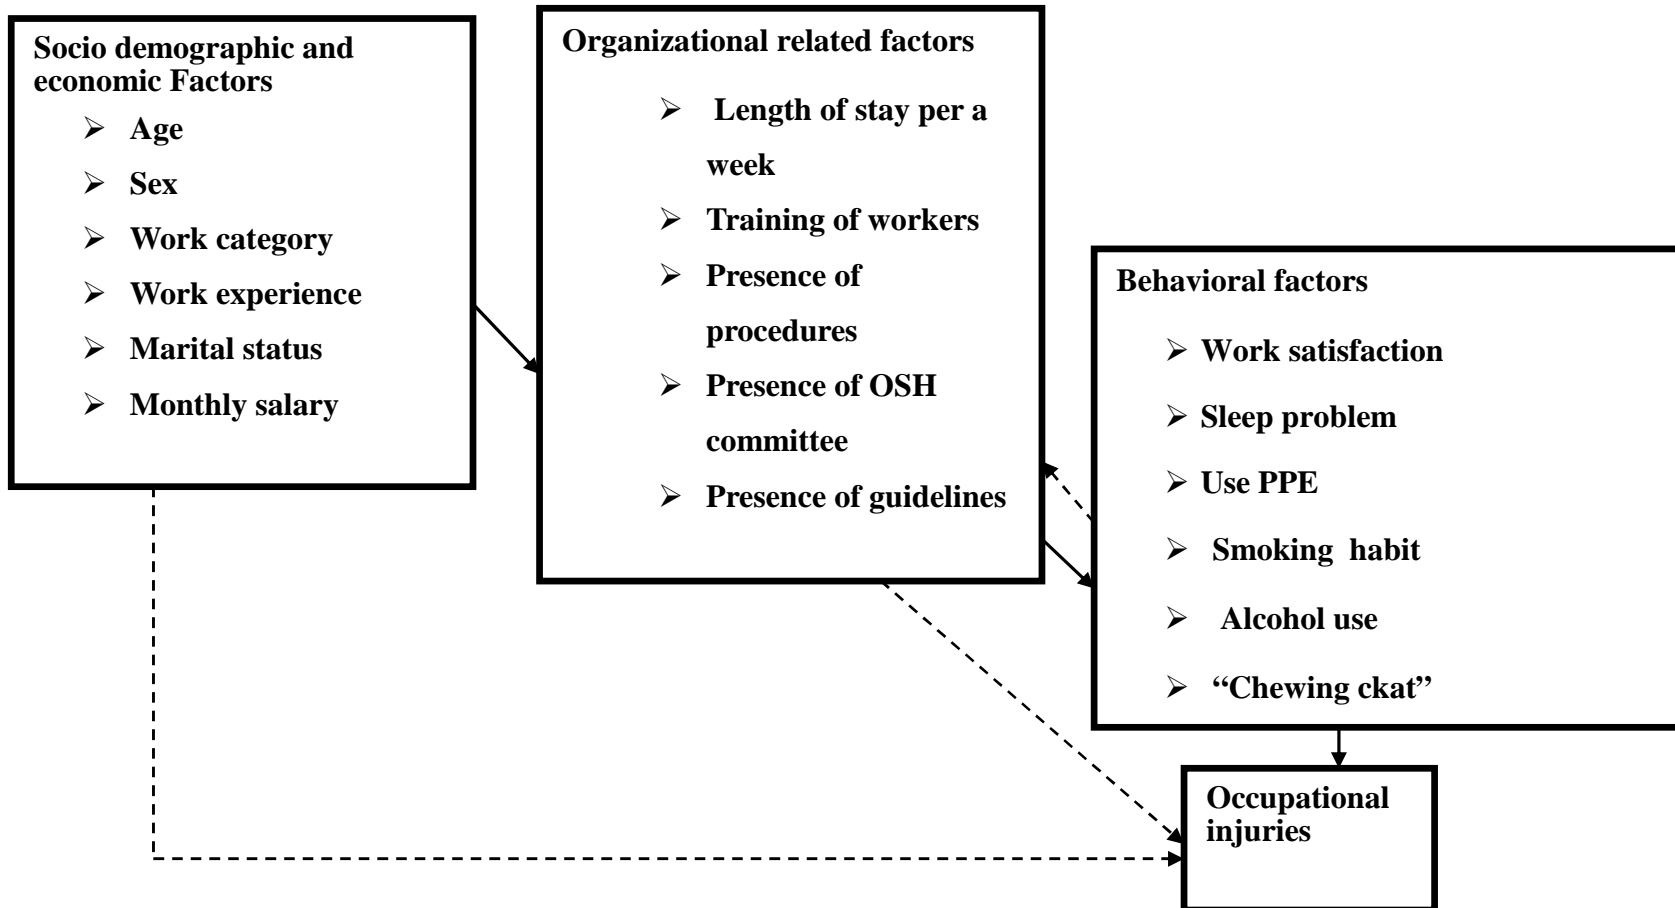 Socio demographic and
economic Factors
➢ Age
➢ Sex
➢ Work category
➢ Work experience
➢ Marital status
➢ Monthly salary
Organizational related factors
➢ Length of stay per a
week
➢ Training of workers
➢ Presence of
procedures
➢ Presence of OSH
committee
➢ Presence of guidelines
Behavioral factors
➢ Work satisfaction
➢ Sleep problem
➢ Use PPE
➢ Smoking habit
➢ Alcohol use
➢ “Chewing ckat”
Occupational
injuries